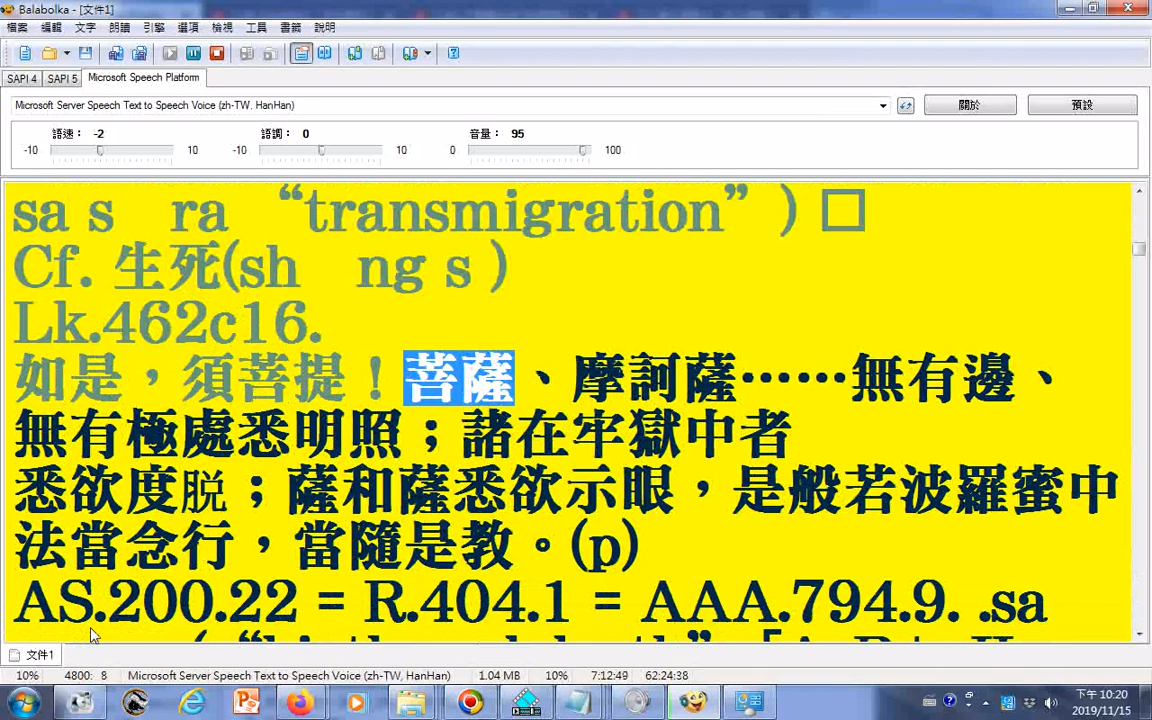 Balabolka - [文件1]
檔案 編輯 文字 朗讀 引擎 選項 檢視 工具 書籤 說明
SAPI 4 SAPI 5 Microsoft Speech Platform
Microsoft Server Speech Text to Speech Voice (zh-TW, HanHan) 關於 預設
語速： -2 語調： 0 音量： 95
-10 10 -10 10 0 100
sa s ra “transmigration”) □
Cf. 生死(sh ng s )
Lk.462c16.
如是，須菩提！菩薩、摩訶薩……無有邊、
無有極處悉明照；諸在牢獄中者
悉欲度脱；薩和薩悉欲示眼，是般若波羅蜜中
法當念行，當隨是教。(p)
AS.200.22 = R.404.1 = AAA.794.9. .sa
文件1
10% 4800: 8 Microsoft Server Speech Text to Speech Voice (zh-TW, HanHan) 1.04 MB 10% 7:12:49 62:24:38
下午 10:20
2019/11/15